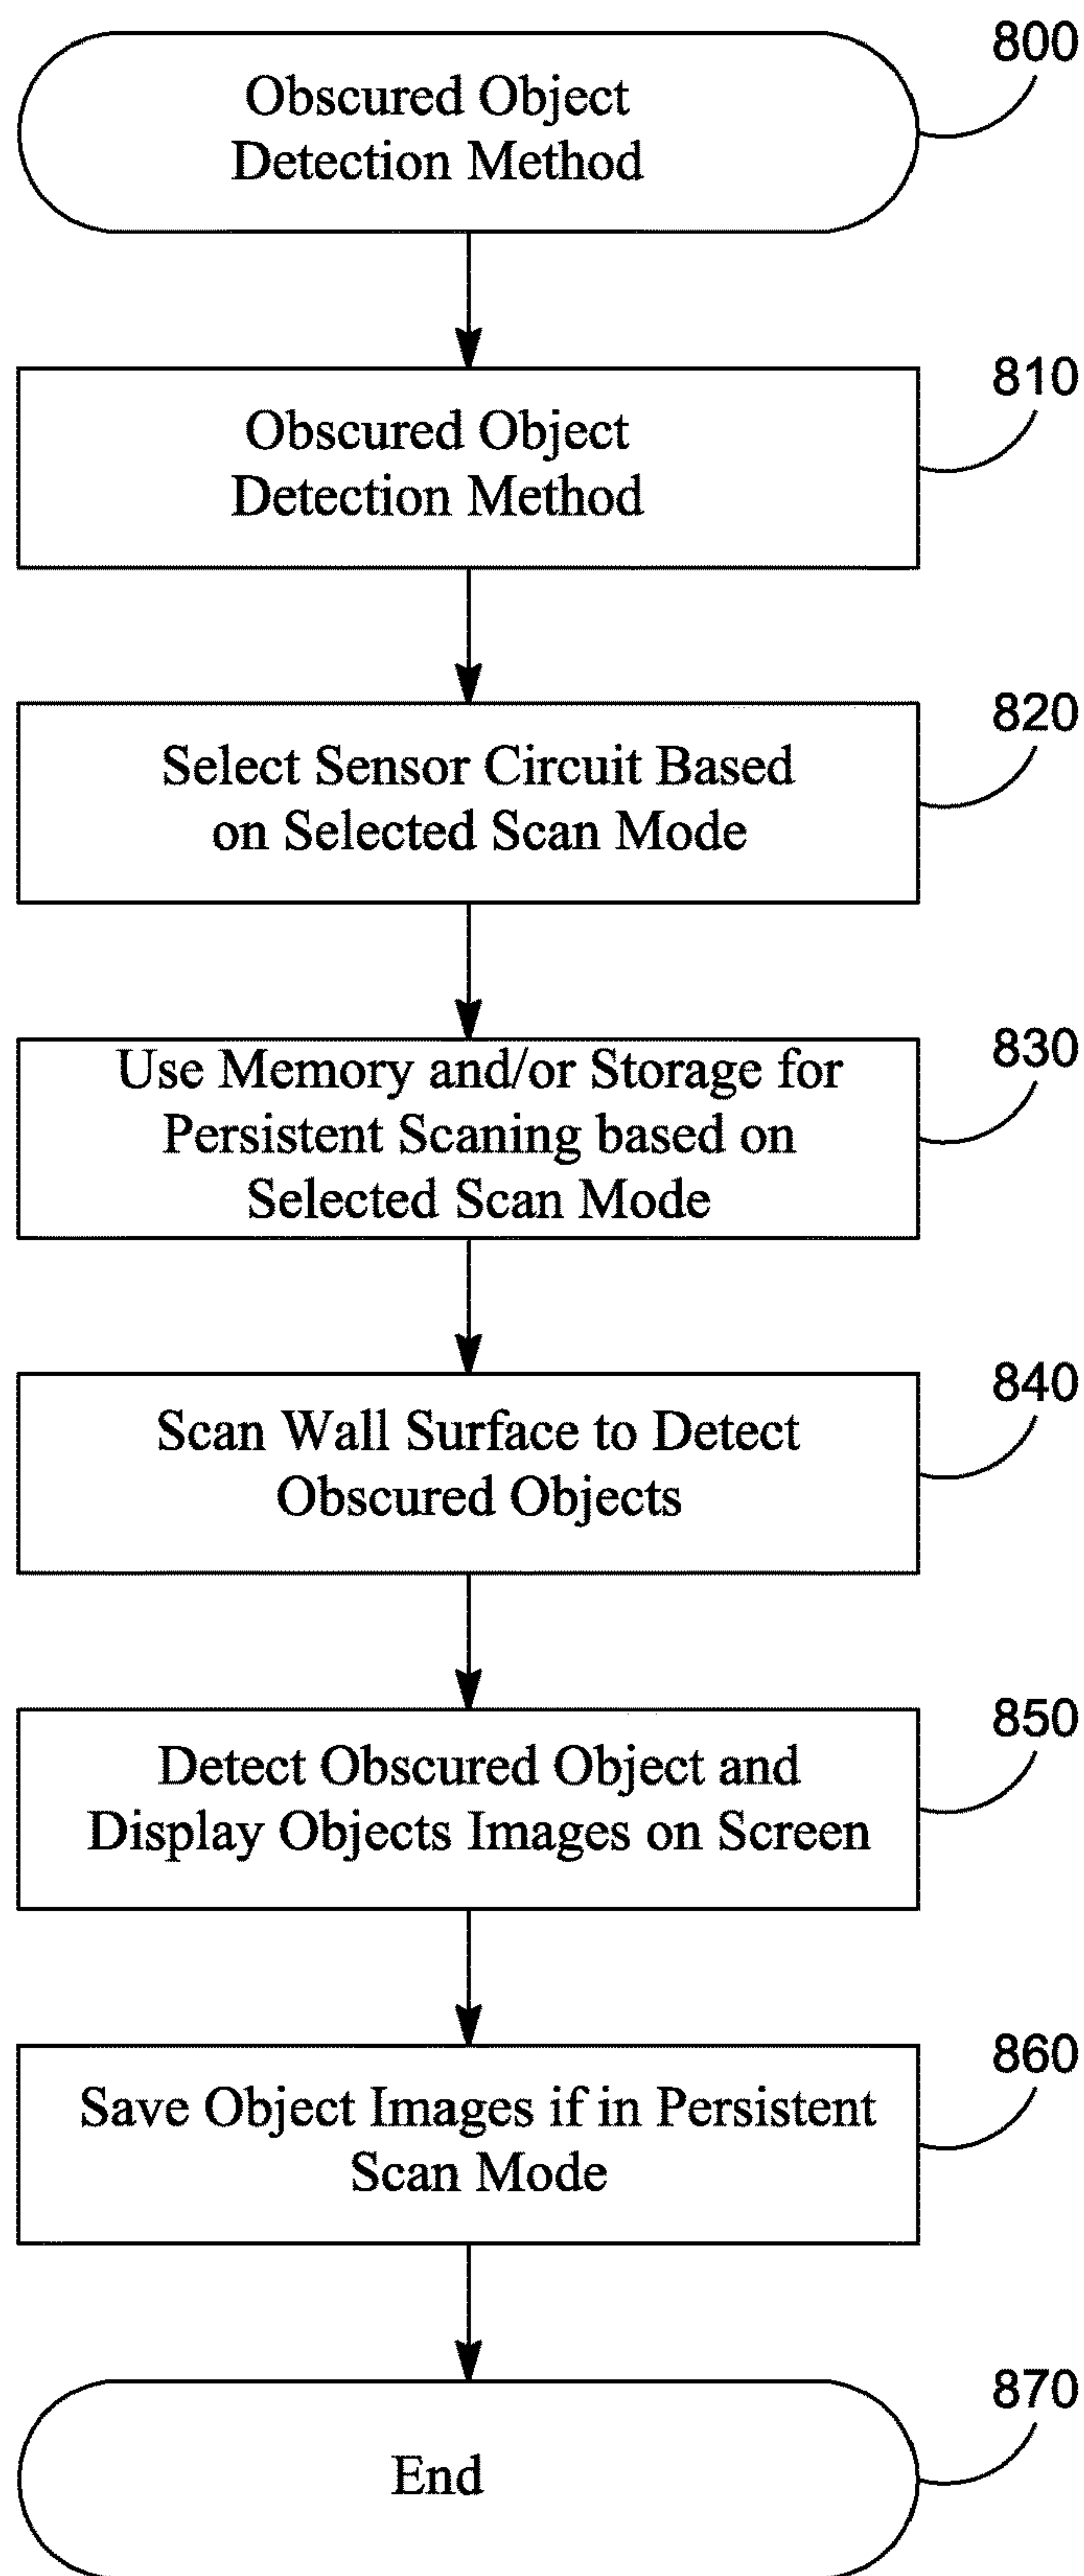 800
Obscured Object
Detection Method
810
Obscured Object
Detection Method
820
Select Sensor Circuit Based
on Selected Scan Mode
830
Use Memory and/or Storage for
Persistent Scaning based on
Selected Scan Mode
840
Scan Wall Surface to Detect
Obscured Objects
850
Detect Obscured Object and
Display Objects Images on Screen
860
Save Object Images if in Persistent
Scan Mode
870
End